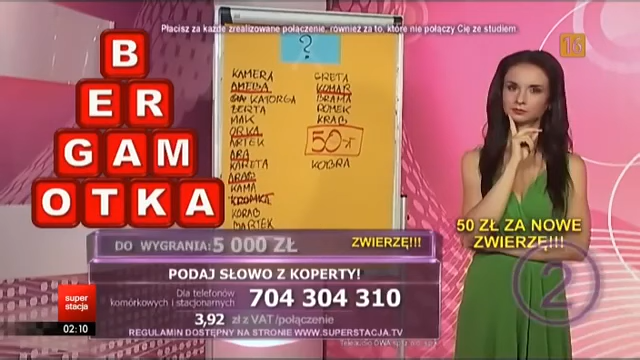 Płacisz za każde zrealizowane połączenie, również za to, które nie połączy Cię ze studiem.
?
16
B
ER
GAM
OTKA
KAMERA
AMEBA
KATORGA
BERTA
MAK
ORKA
ARTEK
ARA
KARETA
ARAB
KAMA
KROMKA
KORAB
BARTEK
GRETA
KOMAR
BRAMA
ROMEK
KRAB
50 zł
KOBRA
50 ZŁ ZA NOWE
ZWIERZĘ!!!
DO WYGRANIA: 5 000 ZŁ
ZWIERZĘ!!!
PODAJ SŁOWO Z KOPERTY!
Dla telefonów
komórkowych i stacjonarnych
704 304 310
3,92 zł z VAT/połączenie
REGULAMIN DOSTĘPNY NA STRONIE WWW.SUPERSTACJA.TV
2
super
stacja
02:10